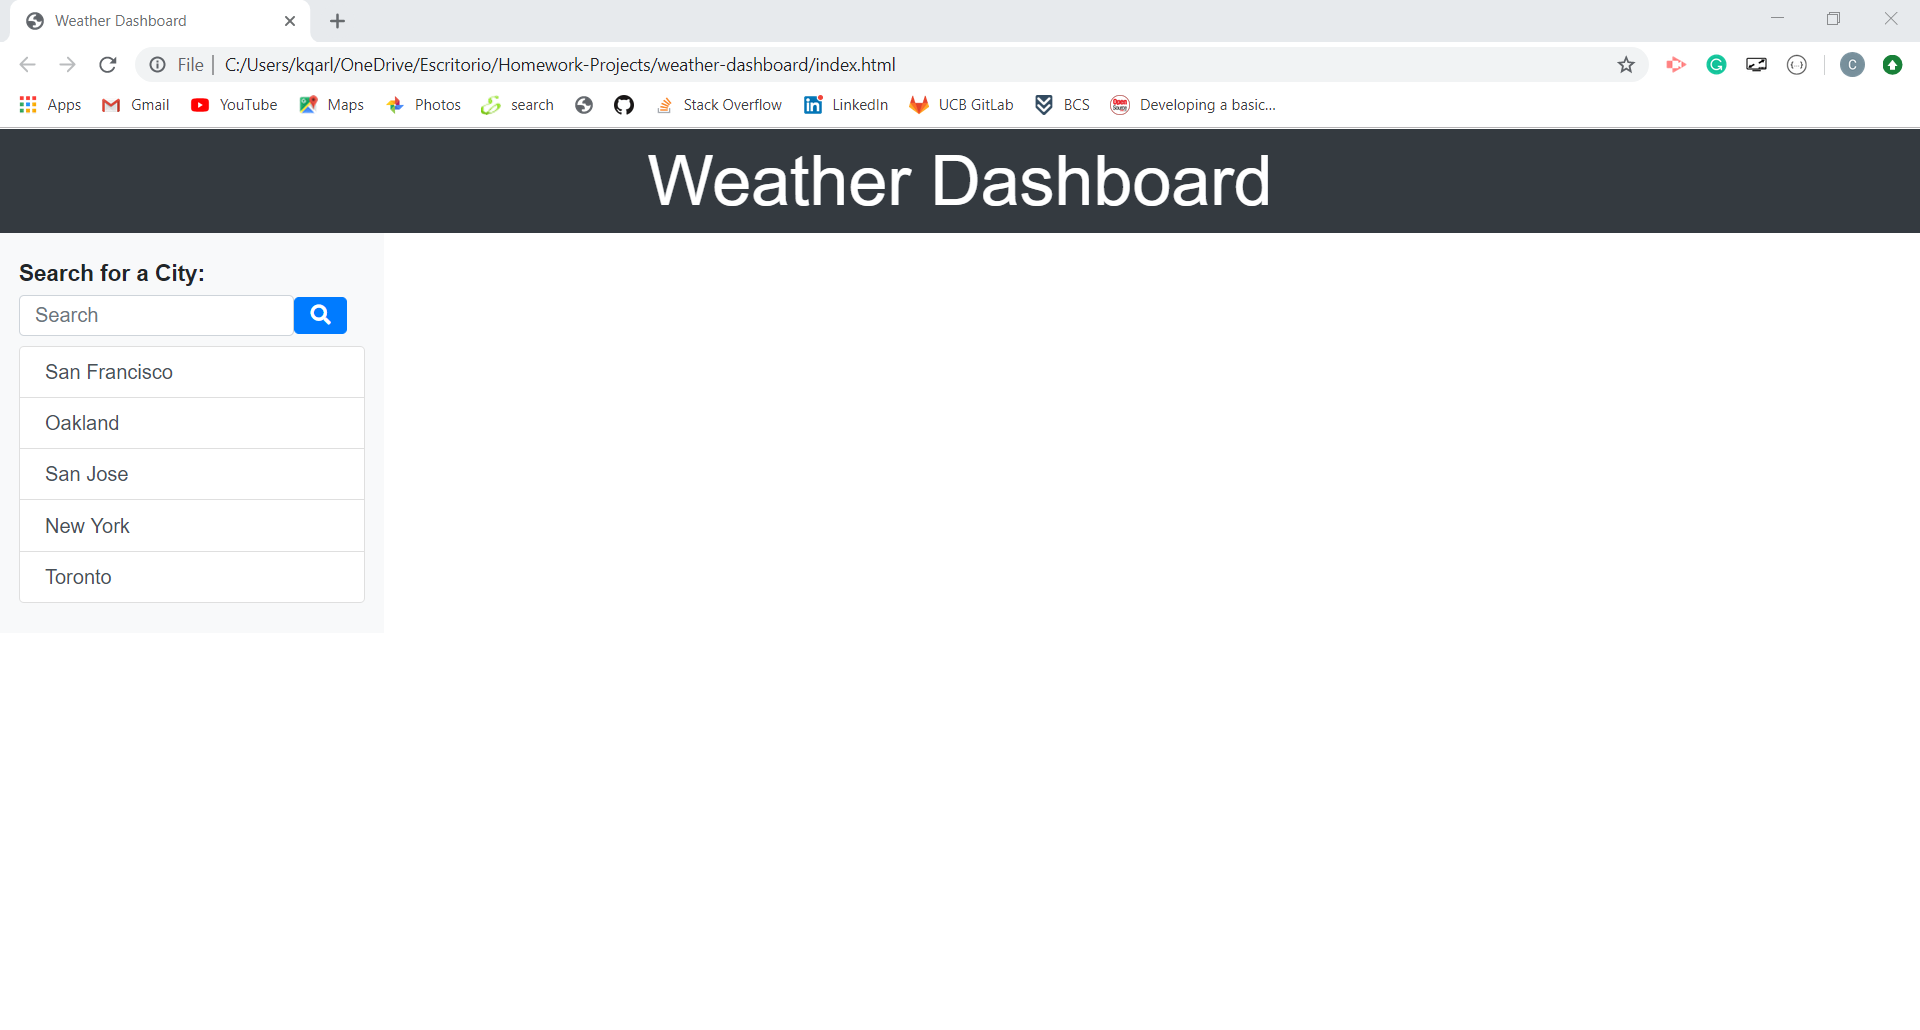 Weather Dashboard
File | C:/Users/kqarl/OneDrive/Escritorio/Homework-Projects/weather-dashboard/index.html
C
Apps Gmail YouTube Maps Photos search Stack Overflow LinkedIn UCB GitLab BCS Developing a basic...
Weather Dashboard
Search for a City:
Search
San Francisco
Oakland
San Jose
New York
Toronto